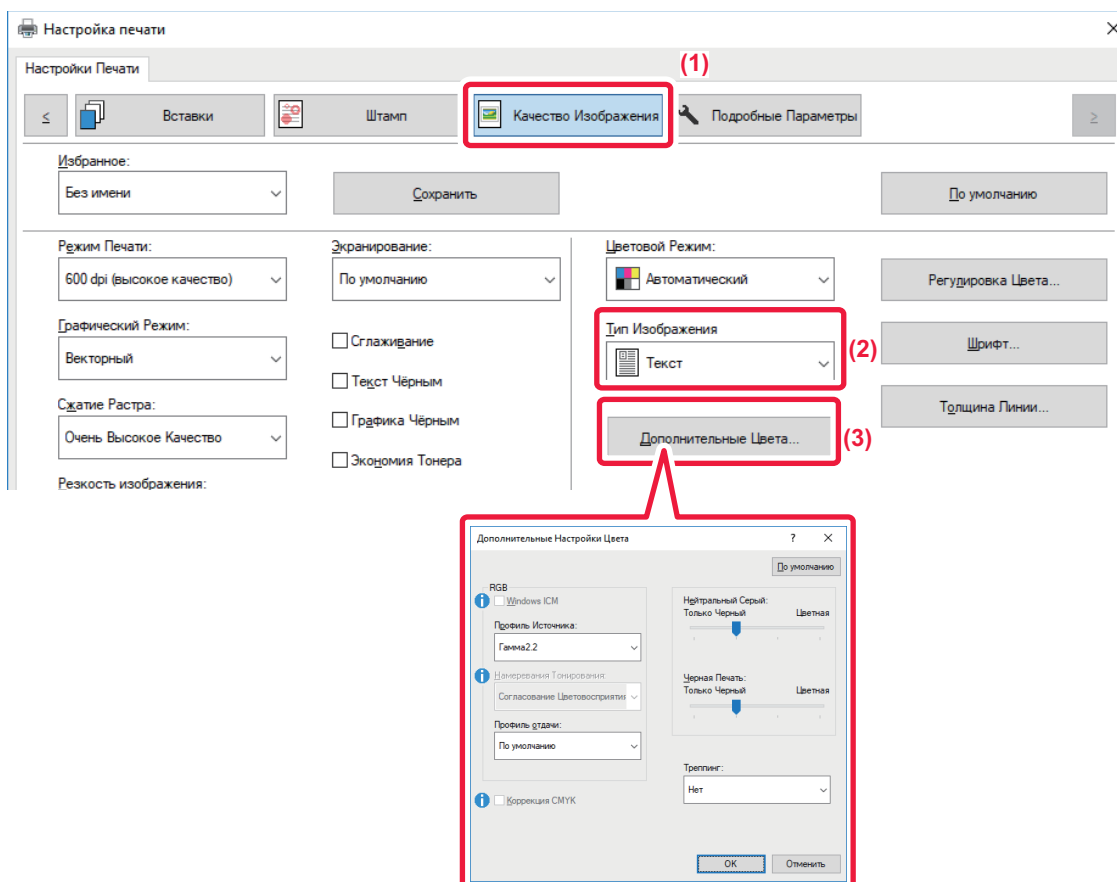 Настройка печати
Настройки Печати
(1)
≤
Вставки
Штамп
Качество Изображения
Подробные Параметры
≥
Избранное:
Без имени
Сохранить
По умолчанию
Режим Печати:
600 dpi (высокое качество)
Экранирование:
По умолчанию
Цветовой Режим:
Автоматический
Регулировка Цвета...
Графический Режим:
Векторный
Сглаживание
Тип Изображения
Текст
(2)
Шрифт...
Текст Чёрным
Сжатие Растра:
Очень Высокое Качество
Графика Чёрным
Дополнительные Цвета...
(3)
Толщина Линии...
Экономия Тонера
Резкость изображения:
Дополнительные Настройки Цвета
?
По умолчанию
RGB
Windows ICM
Профиль Источника:
Гамма2.2
Намеревания Тонирования:
Согласование Цветовосприятия
Профиль отдачи:
По умолчанию
Коррекция CMYK
Нейтральный Серый:
Только Черный Цветная
Черная Печать:
Только Черный Цветная
Треппинг:
Нет
OK
Отменить